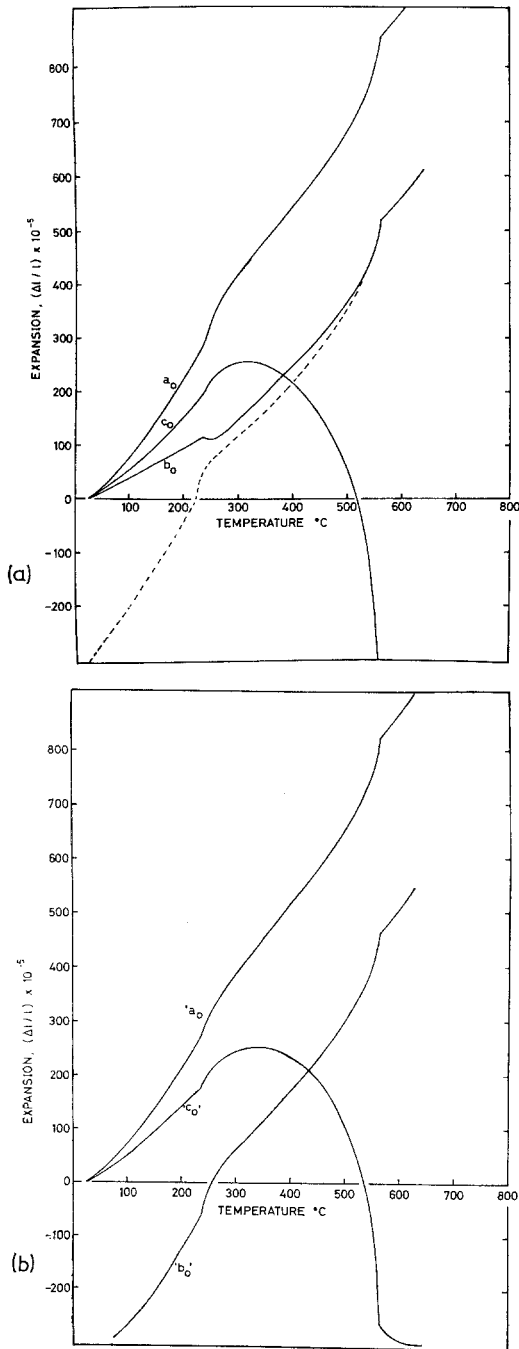 800
700
600
500
400
300
200
100
0
-100
-200
EXPANSION, (Δl / l) x 10⁻⁵
a₀
c₀
b₀
100 200 300 400 500 600 700 800
TEMPERATURE °C
(a)
800
700
600
500
400
300
200
100
0
-100
-200
EXPANSION, (Δl / l) x 10⁻⁵
'a₀
'c₀'
'b₀'
100 200 300 400 500 600 700 800
TEMPERATURE °C
(b)